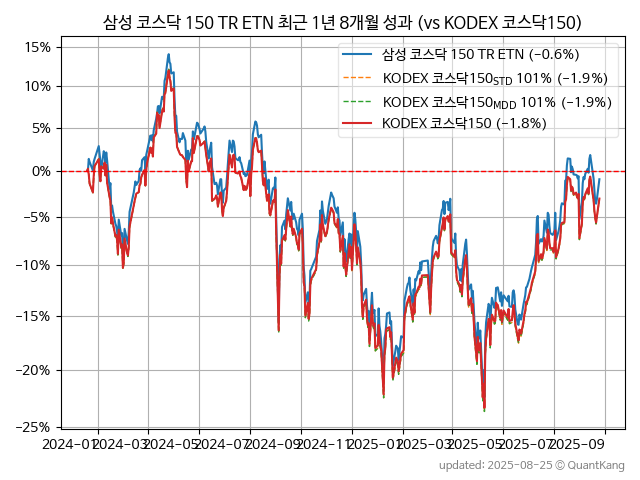 삼성 코스닥 150 TR ETN 최근 1년 8개월 성과 (vs KODEX 코스닥150)
삼성 코스닥 150 TR ETN (−0.6%)
KODEX 코스닥150STD 101% (−1.9%)
KODEX 코스닥150MDD 101% (−1.9%)
KODEX 코스닥150 (−1.8%)
15%
10%
5%
0%
−5%
−10%
−15%
−20%
−25%
2024-01 2024-03 2024-05 2024-07 2024-09 2024-11 2025-01 2025-03 2025-05 2025-07 2025-09
updated: 2025-08-25 ⓒ QuantKang